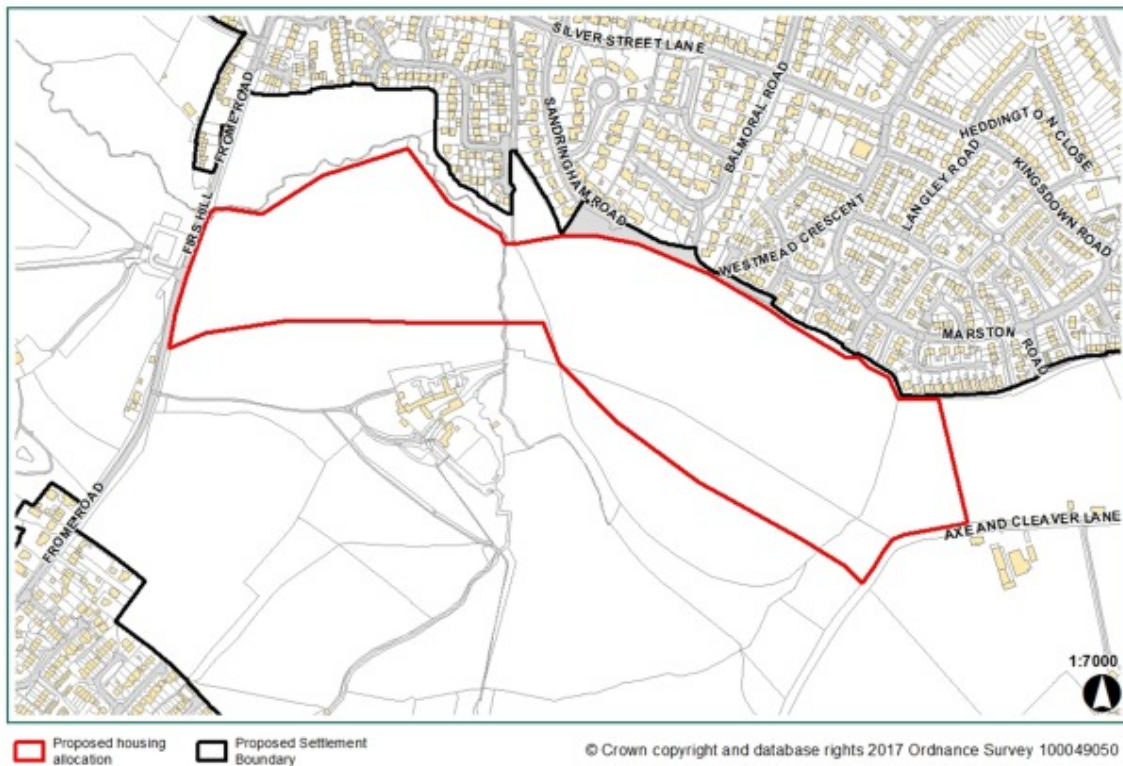 SILVER STREET LANE
SANDRINGHAM ROAD
BALMORAL ROAD
HEDDINGTON CLOSE
LANGLEY ROAD
KINGSDOWN ROAD
FROME ROAD
FIRS HILL
WESTMEAD CRESCENT
MARSTON ROAD
FROME ROAD
AXE AND CLEAVER LANE
1:7000
Proposed housing
allocation
Proposed Settlement
Boundary
© Crown copyright and database rights 2017 Ordnance Survey 100049050